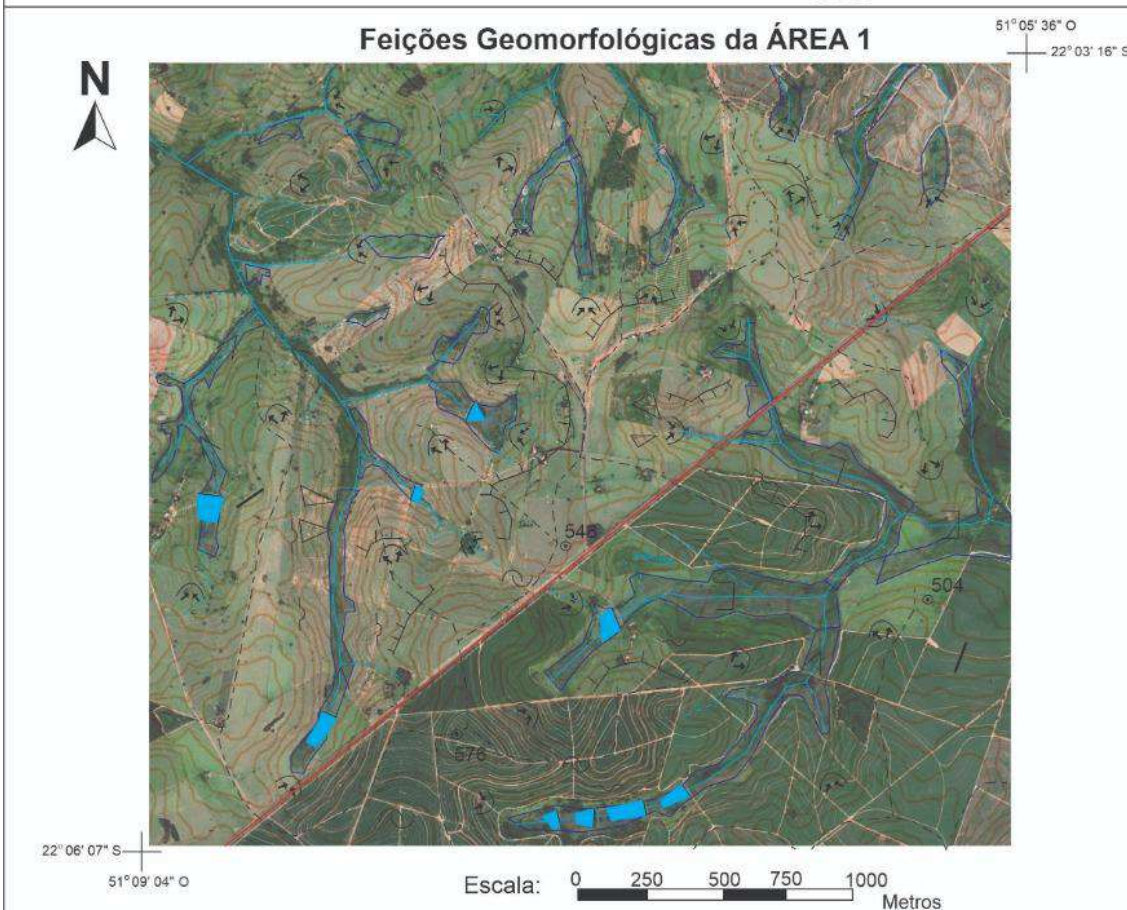 51° 05' 36" O
Feições Geomorfológicas da ÁREA 1
22° 03' 16" S
N
545
504
576
22° 06' 07" S
51° 09' 04" O
Escala: 0 250 500 750 1000
Metros